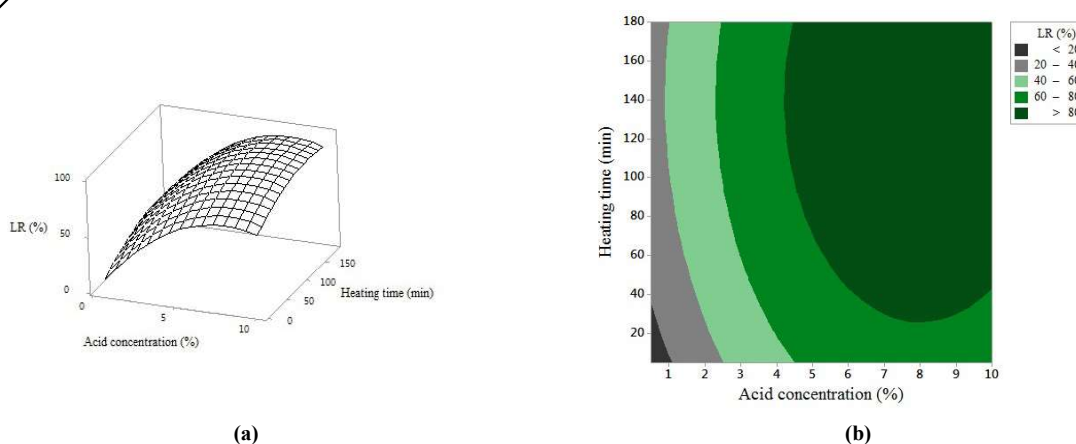 100
50
0
LR (%)
0
5
10
Acid concentration (%)
0
50
100
150
Heating time (min)
(a)
180
160
140
120
100
80
60
40
20
Heating time (min)
1 2 3 4 5 6 7 8 9 10
Acid concentration (%)
LR (%)
< 20
20 – 40
40 – 60
60 – 80
> 80
(b)